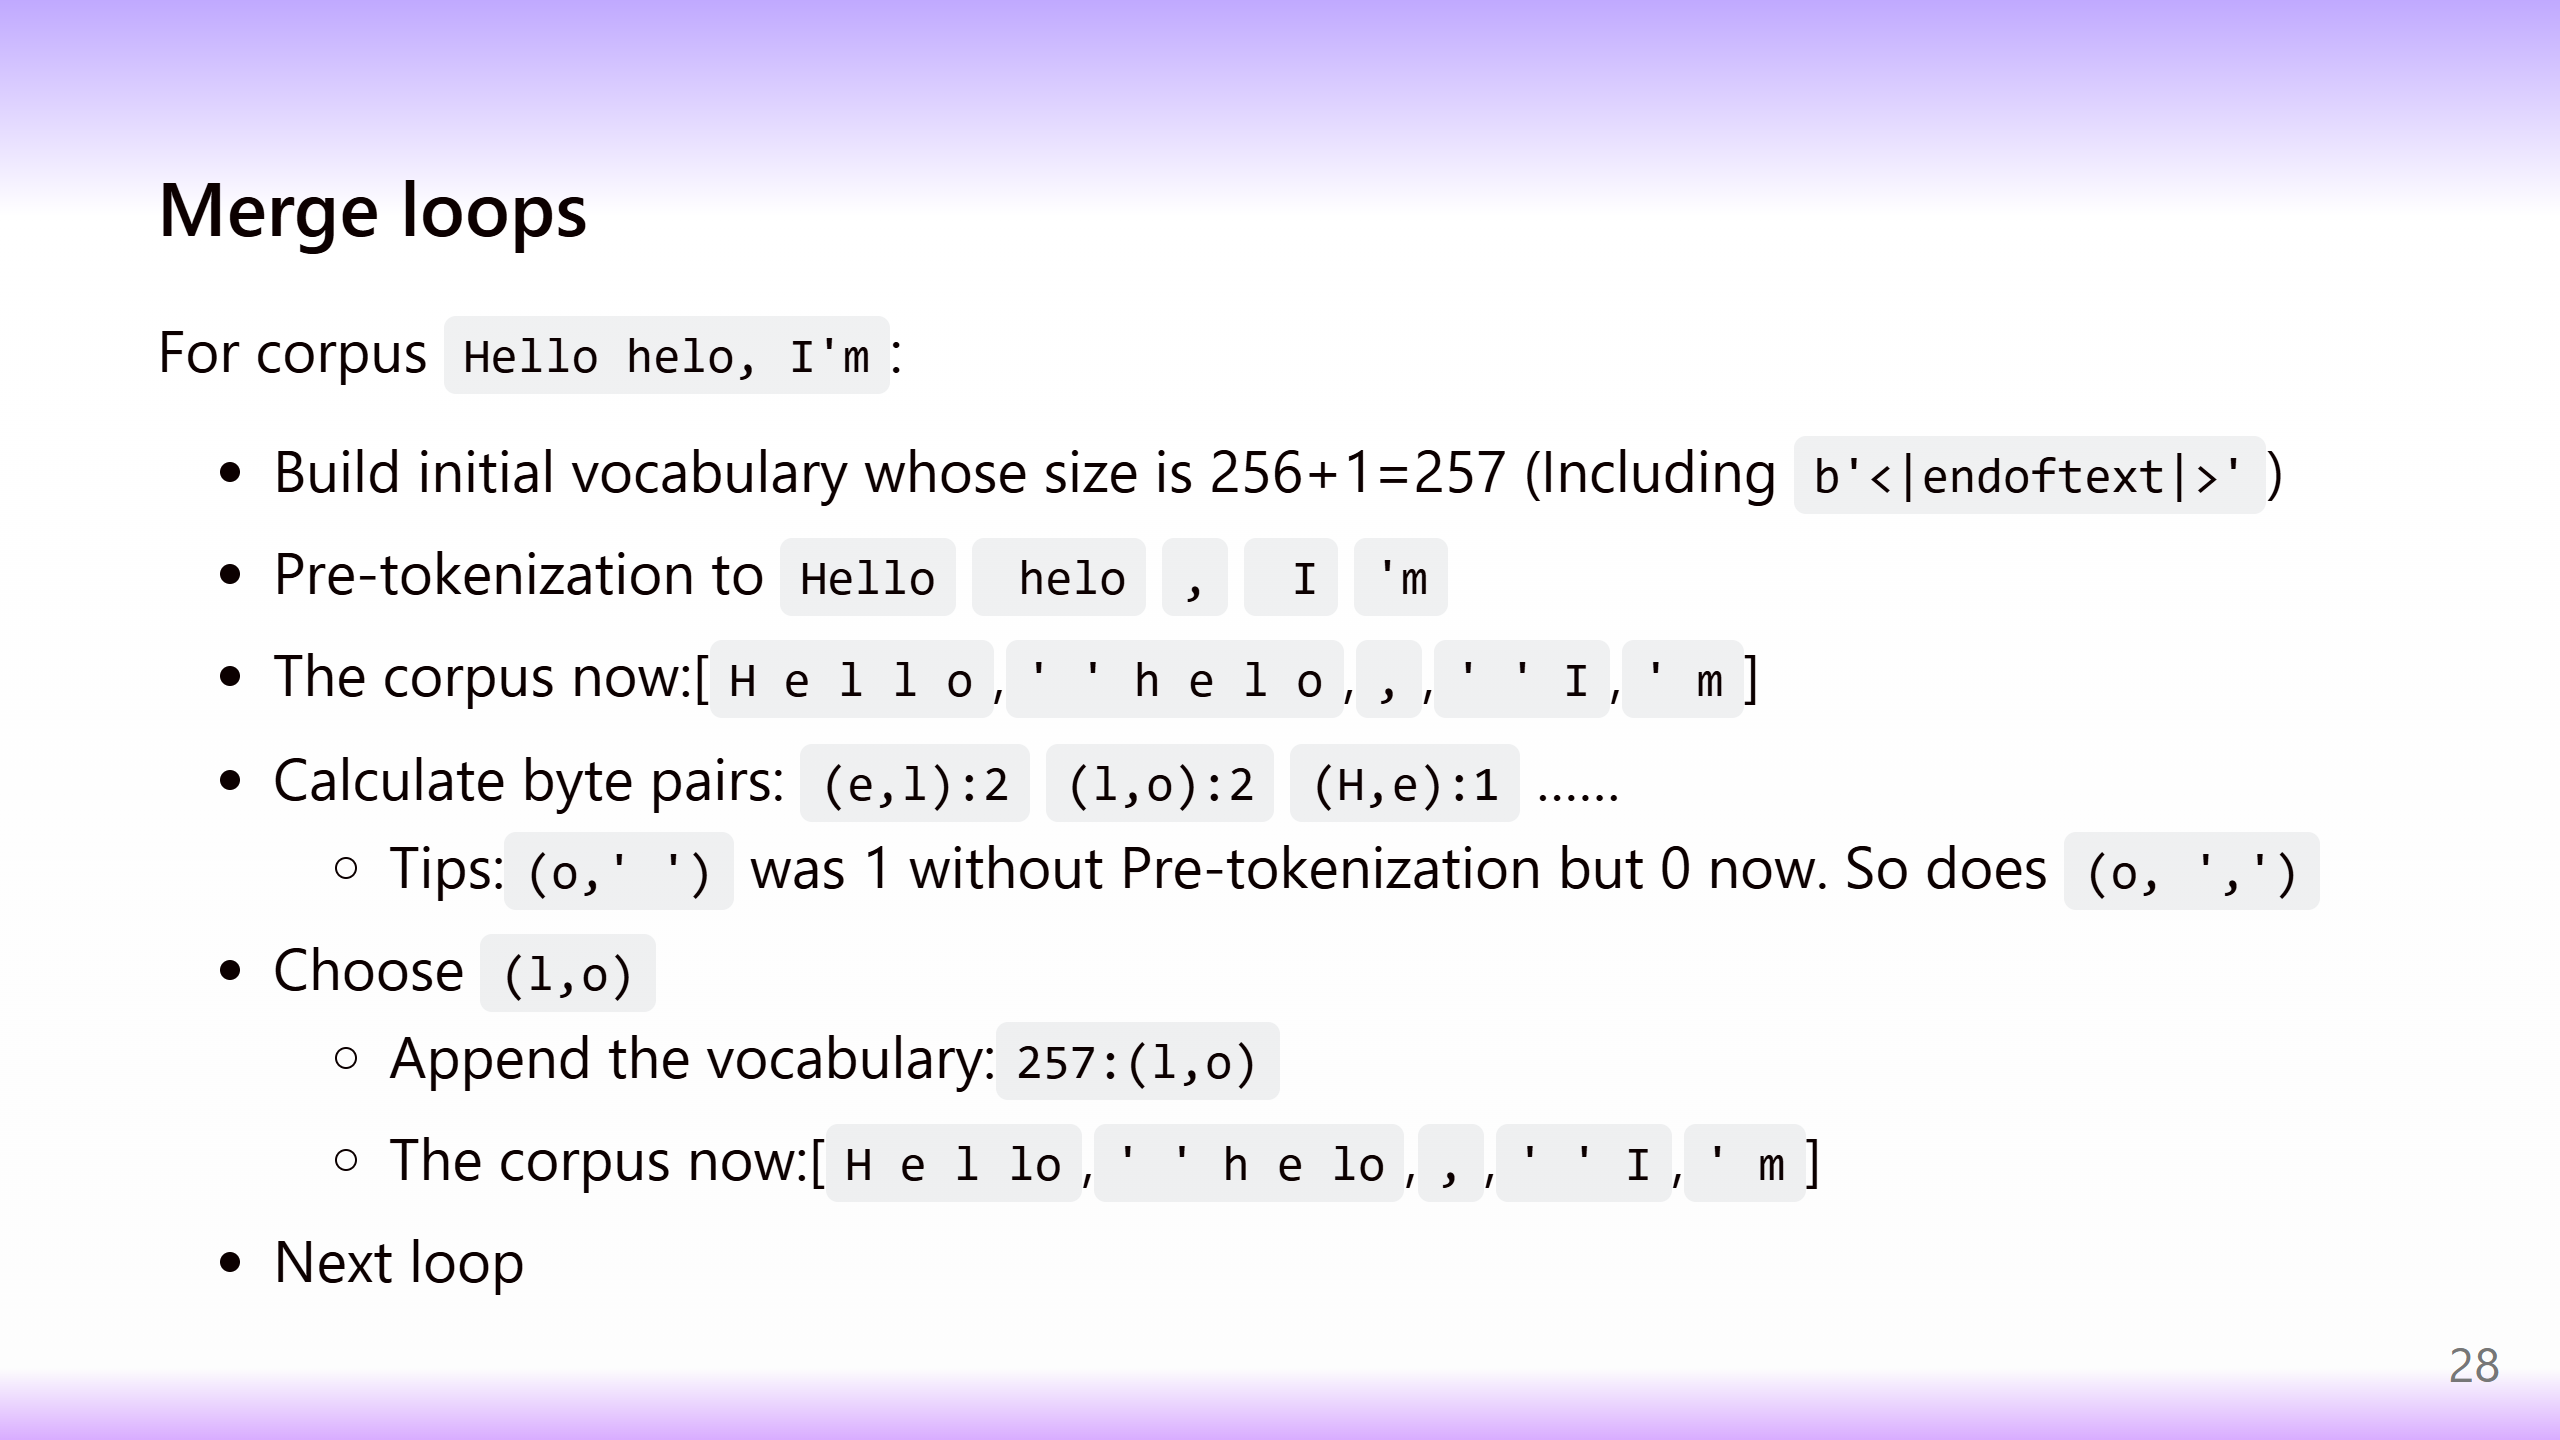 Merge loops
For corpus Hello helo, I'm:
Build initial vocabulary whose size is 256+1=257 (Including b'<|endoftext|>')
Pre-tokenization to Hello  helo ,  I 'm
The corpus now:[H e l l o,' ' h e l o,,,' ' I,' m]
Calculate byte pairs: (e,l):2 (l,o):2 (H,e):1 ......
Tips:(o,' ') was 1 without Pre-tokenization but 0 now. So does (o, ',')
Choose (l,o)
Append the vocabulary:257:(l,o)
The corpus now:[H e l lo,' ' h e lo,,,' ' I,' m]
Next loop
28